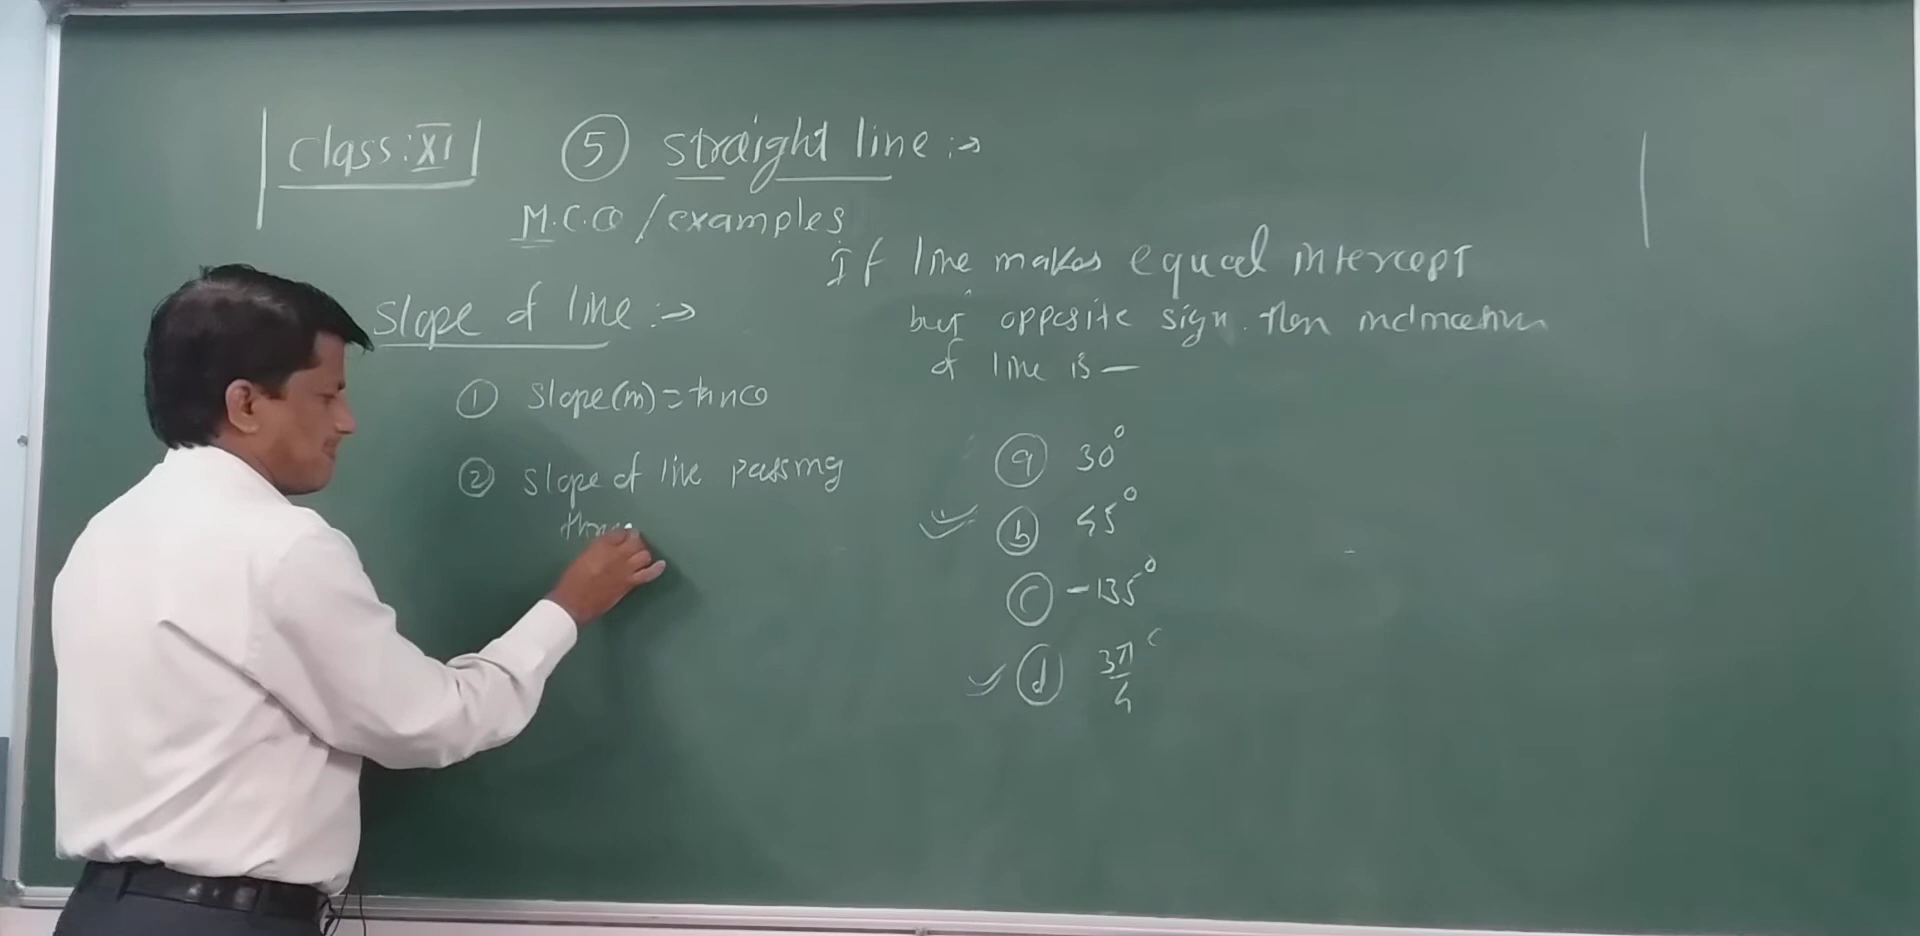 Class: XI
5 straight line :→
M.C.Q / examples
Slope of line :→
1 Slope(m) = tanθ
2 slope of line passing
If line makes equal intercept
but opposite sign. then inclination
of line is —
a 30°
b 45°
c -135°
d 3π/4 c